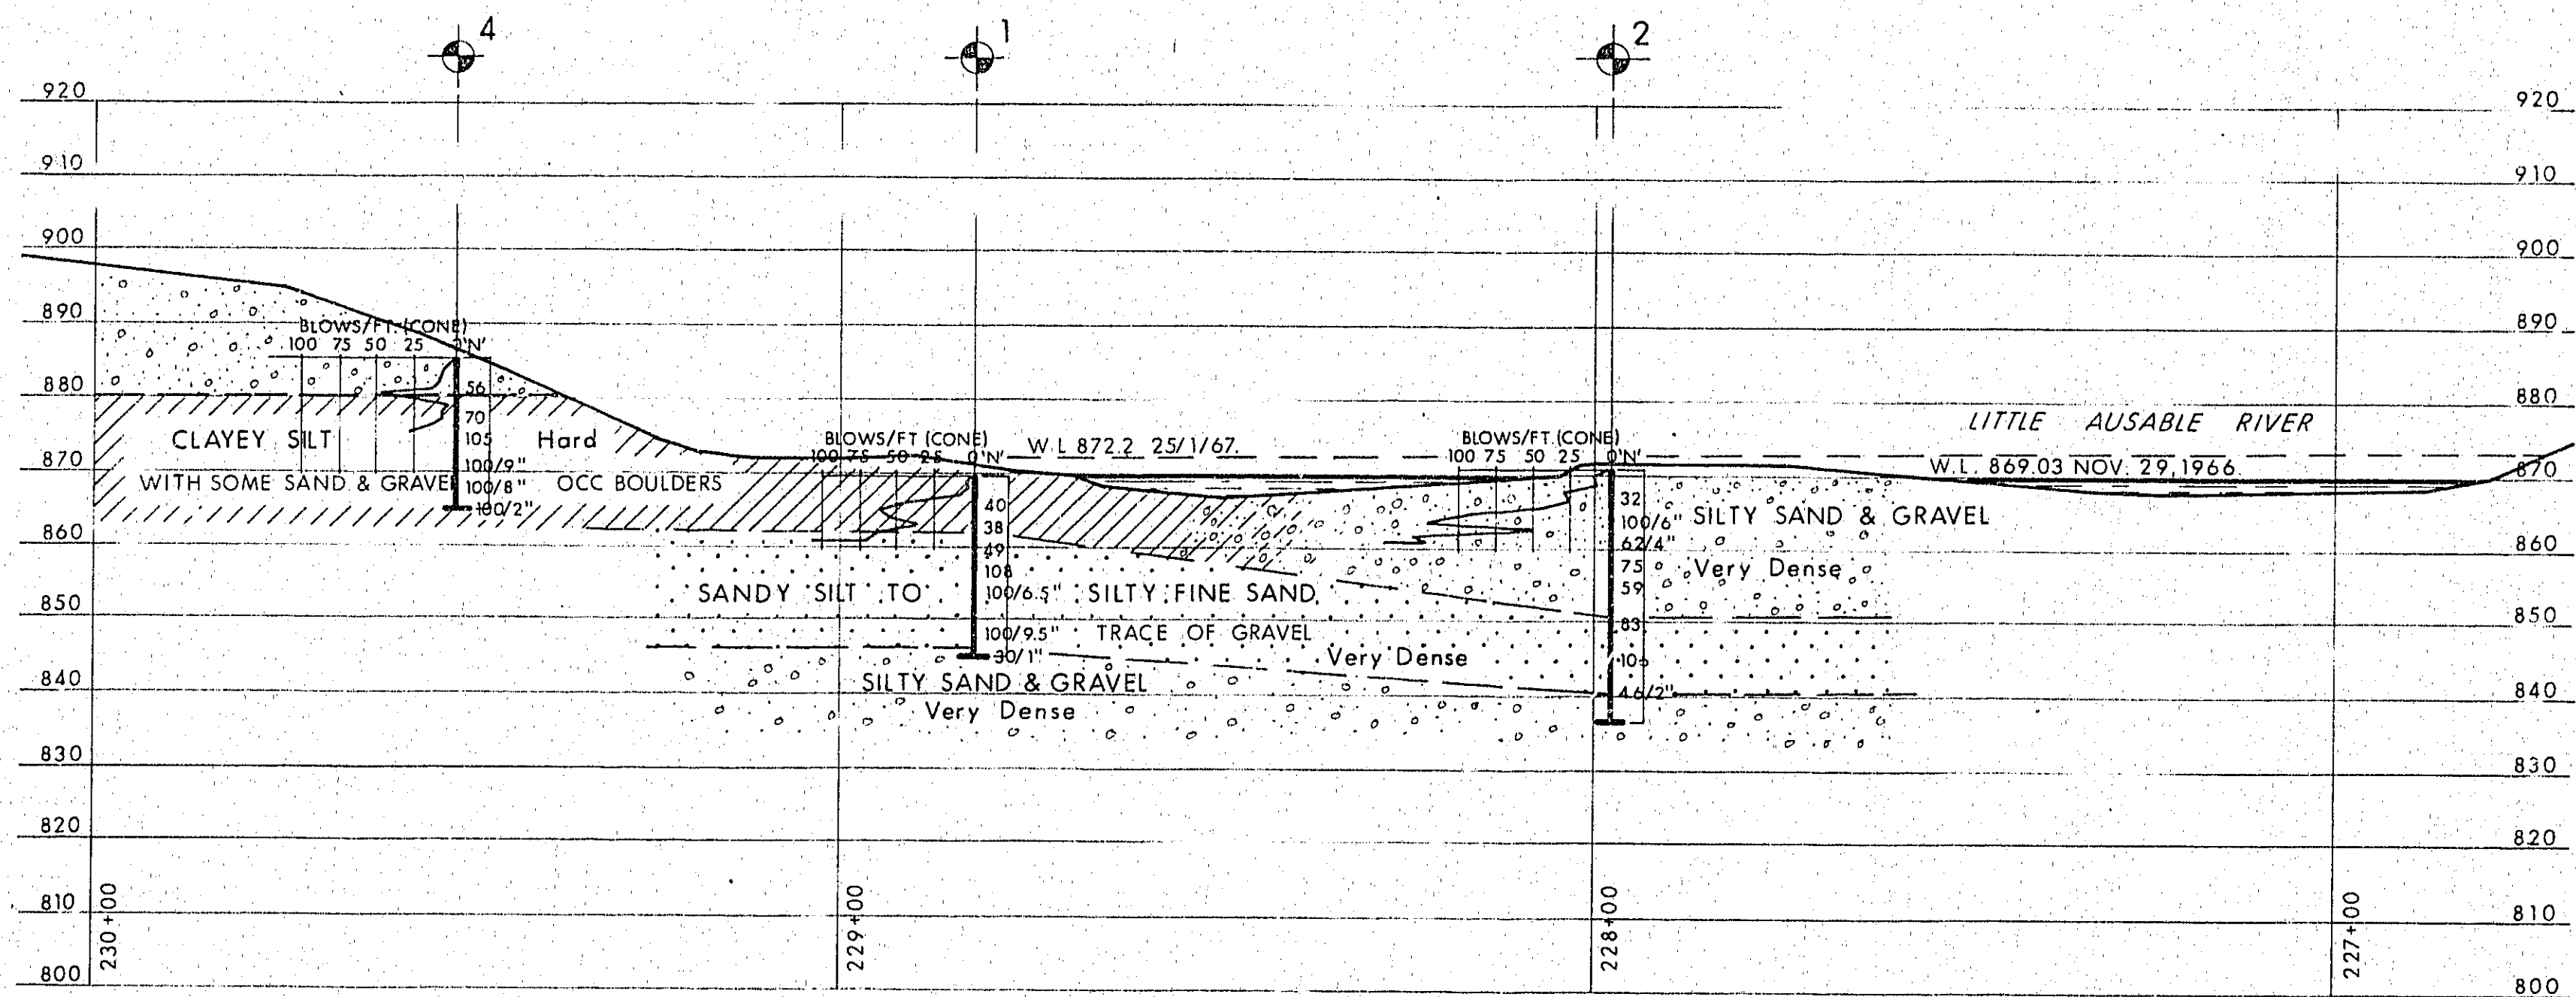 4 1 2
920 920
910 910
900 900
890 890
880 880
870 870
860 860
850 850
840 840
830 830
820 820
810 810
800 800
BLOWS/FT. (CONE)
100 75 50 25 0 'N'
56
70
105
100/9"
100/8"
100/2"
CLAYEY SILT Hard
WITH SOME SAND & GRAVEL OCC BOULDERS
BLOWS/FT (CONE)
100 75 50 25 0 'N'
40
38
49
108
100/6.5"
100/9.5"
30/1"
W.L 872.2 25/1/67.
SANDY SILT TO SILTY FINE SAND
TRACE OF GRAVEL
Very Dense
SILTY SAND & GRAVEL
Very Dense
BLOWS/FT. (CONE)
100 75 50 25 0 'N'
32
100/6"
62/4"
75
59
83
46/2"
LITTLE AUSABLE RIVER
W.L. 869.03 NOV. 29, 1966
SILTY SAND & GRAVEL
Very Dense
230+00
229+00
228+00
227+00